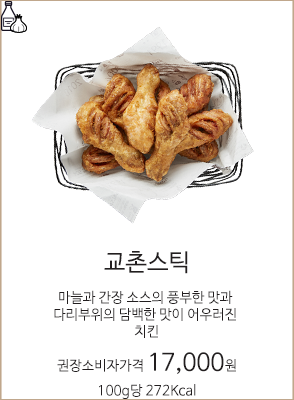 교촌스틱
마늘과 간장 소스의 풍부한 맛과
다리부위의 담백한 맛이 어우러진
치킨
권장소비자가격 17,000원
100g당 272Kcal